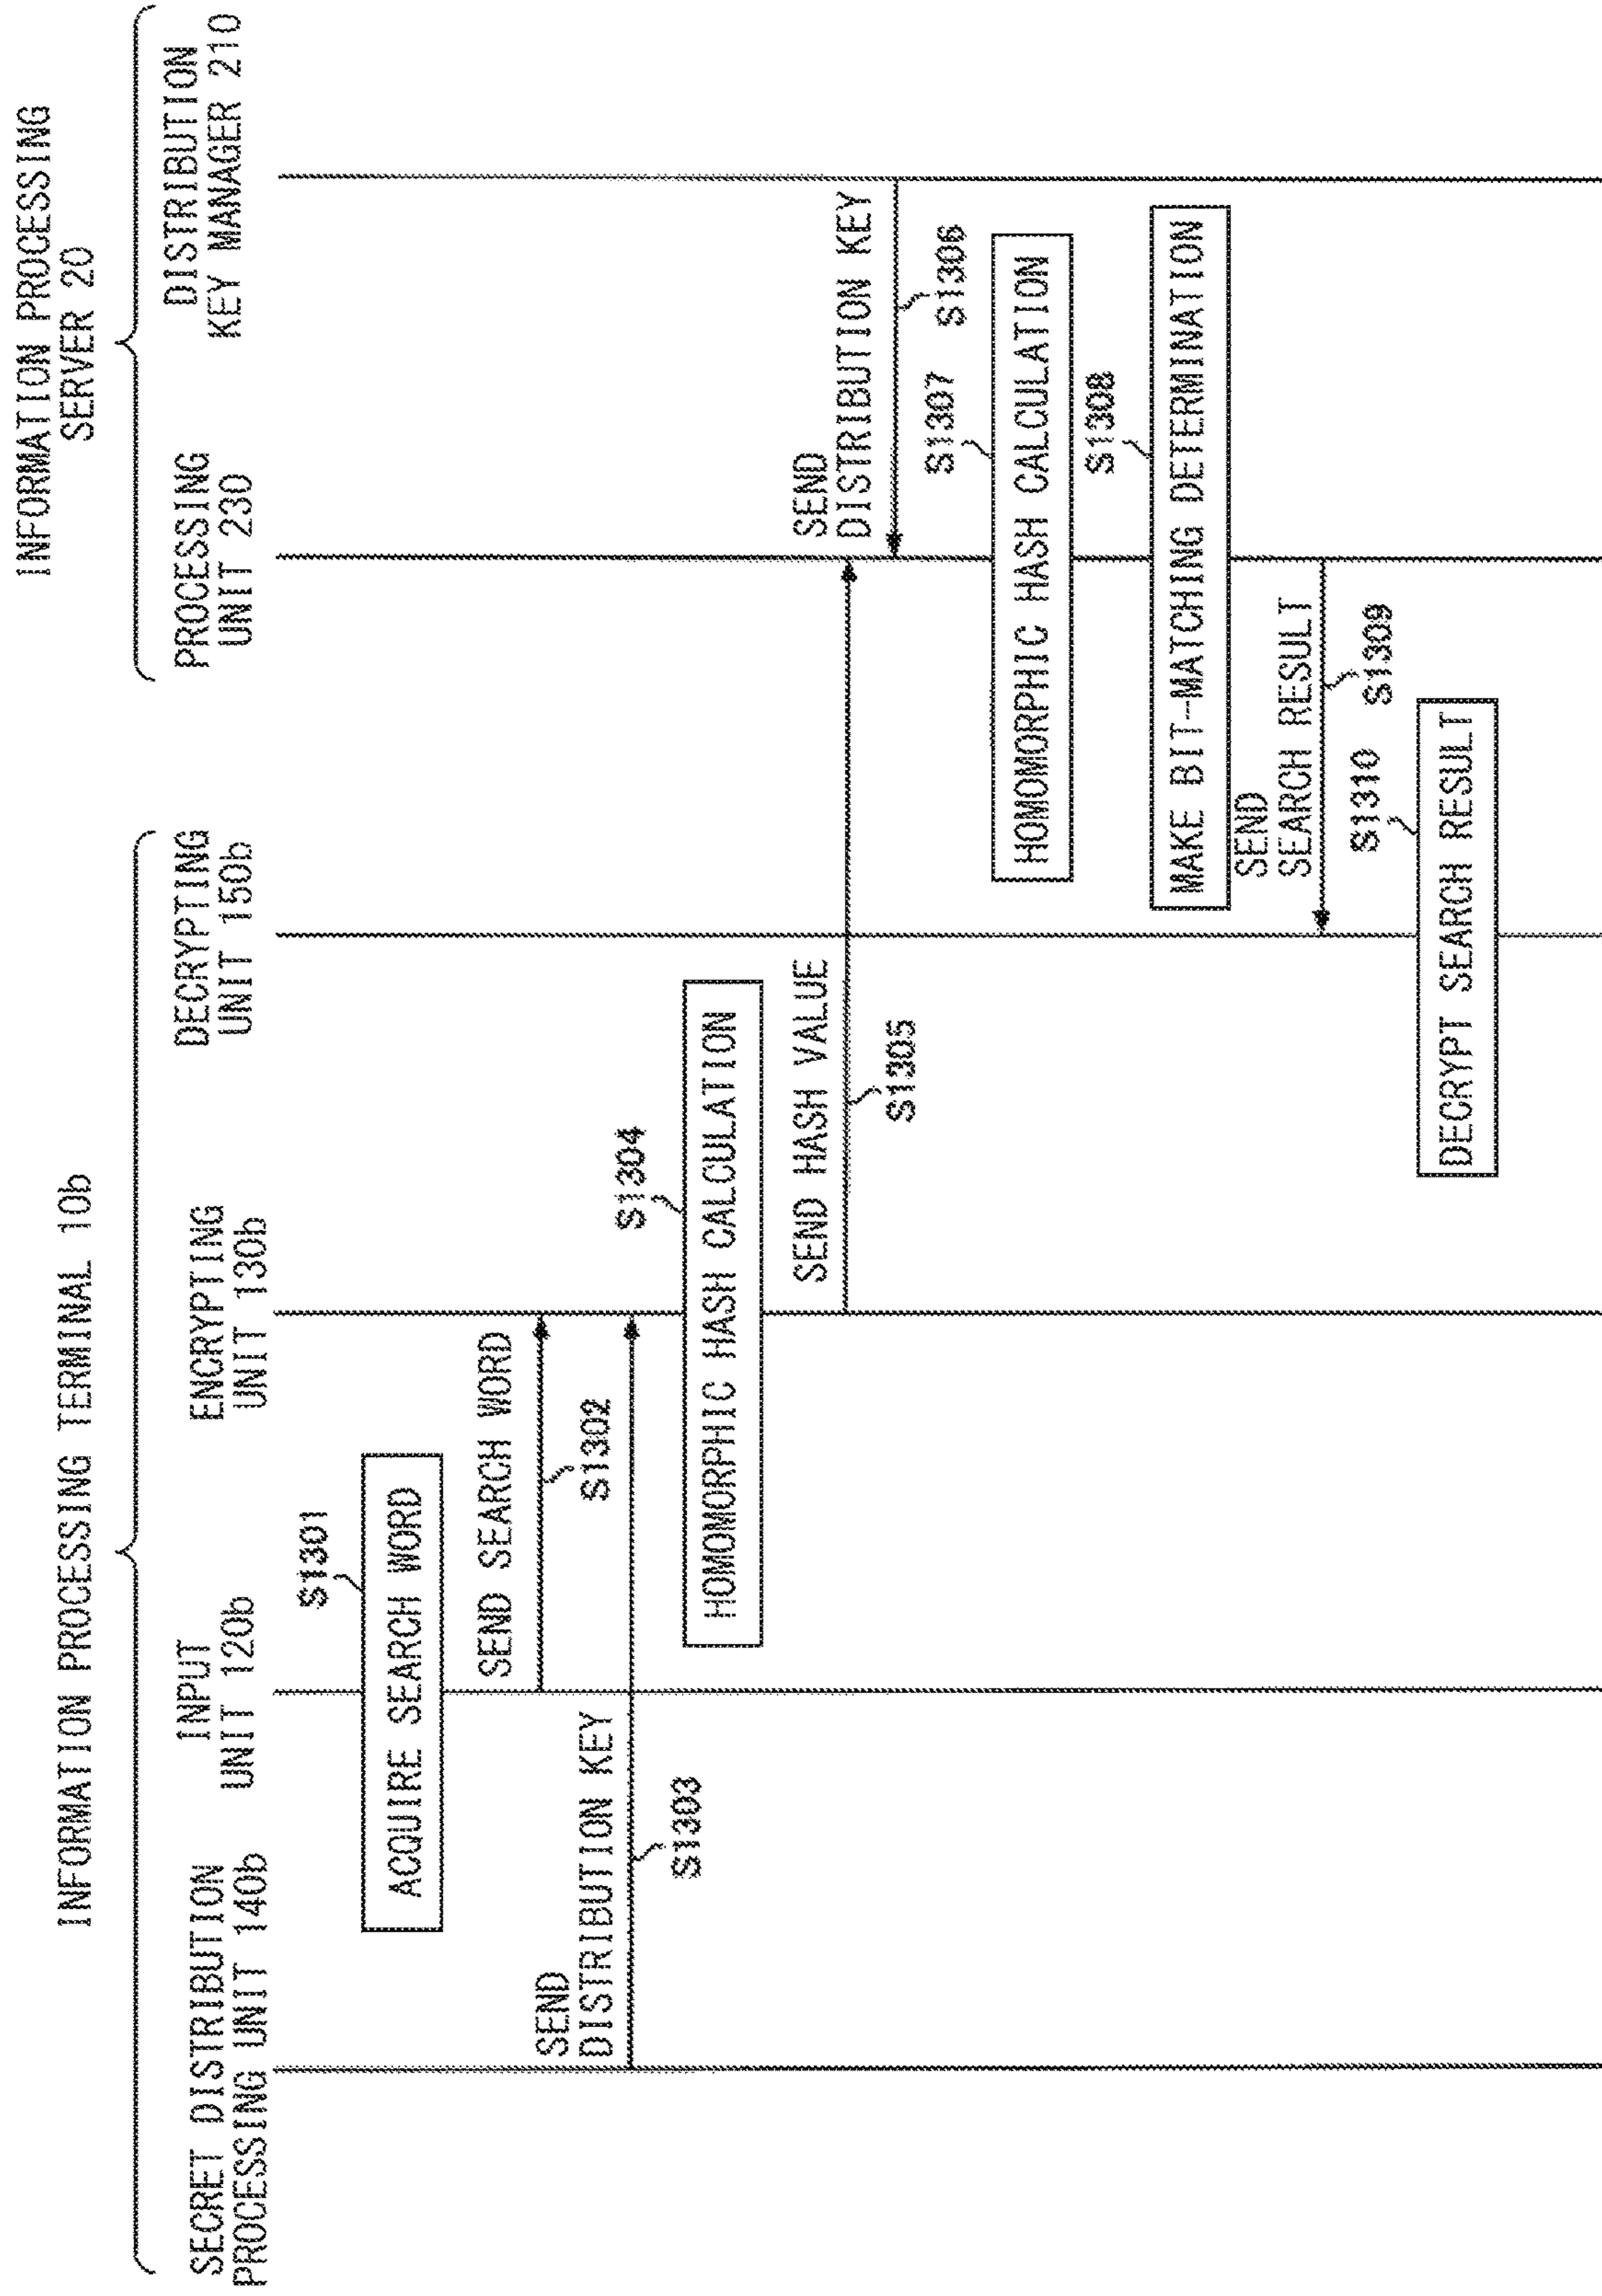 INFORMATION PROCESSING TERMINAL 10b
INFORMATION PROCESSING
SERVER 20
SECRET DISTRIBUTION
PROCESSING UNIT 140b
INPUT
UNIT 120b
ENCRYPTING
UNIT 130b
DECRYPTING
UNIT 150b
PROCESSING
UNIT 230
DISTRIBUTION
KEY MANAGER 210
S1301
ACQUIRE SEARCH WORD
SEND SEARCH WORD
S1302
SEND
DISTRIBUTION KEY
S1303
S1304
HOMOMORPHIC HASH CALCULATION
SEND HASH VALUE
S1305
SEND
DISTRIBUTION KEY
S1306
S1307
HOMOMORPHIC HASH CALCULATION
S1308
MAKE BIT-MATCHING DETERMINATION
SEND
SEARCH RESULT
S1309
S1310
DECRYPT SEARCH RESULT